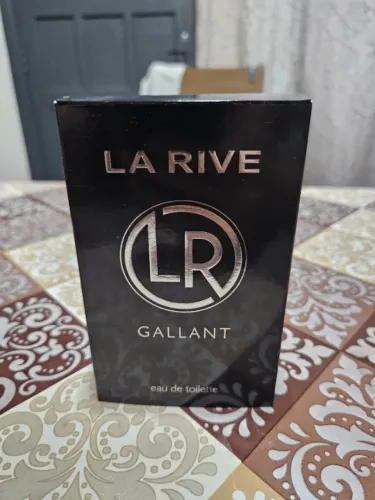 LA RIVE
LR
GALLANT
eau de toilette